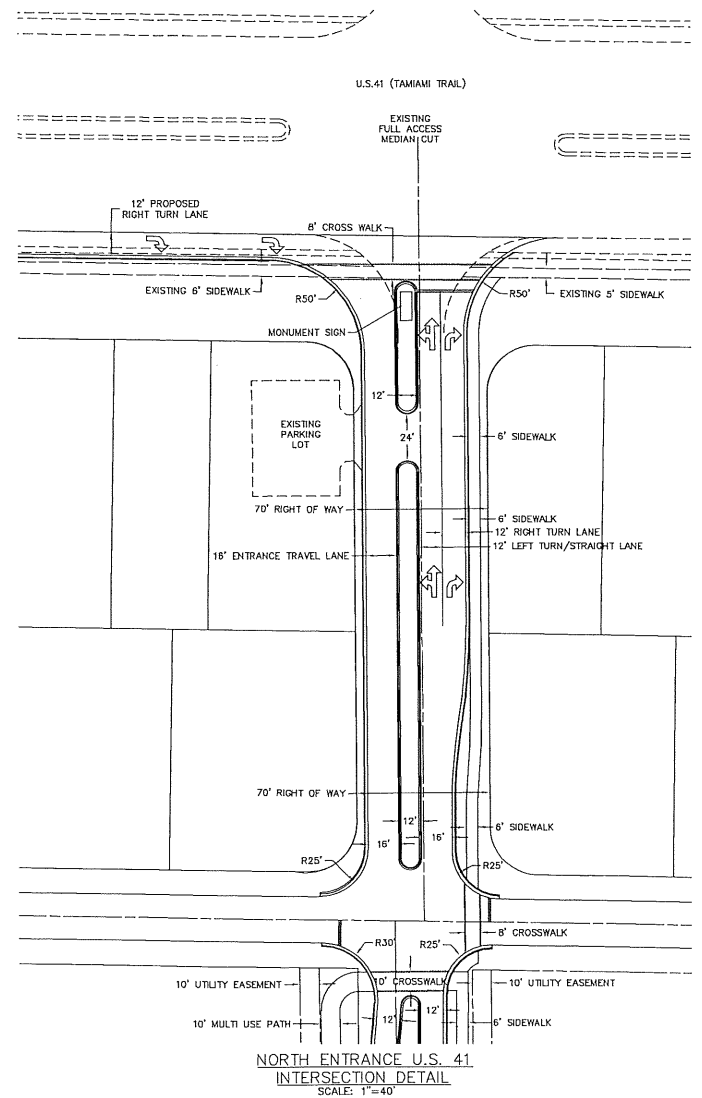 U.S.41 (TAMIAMI TRAIL)
EXISTING
FULL ACCESS
MEDIAN CUT
12' PROPOSED
RIGHT TURN LANE
8' CROSS WALK
EXISTING 6' SIDEWALK
R50'
R50'
EXISTING 5' SIDEWALK
MONUMENT SIGN
12'
EXISTING
PARKING
LOT
24'
6' SIDEWALK
70' RIGHT OF WAY
6' SIDEWALK
12' RIGHT TURN LANE
16' ENTRANCE TRAVEL LANE
12' LEFT TURN/STRAIGHT LANE
70' RIGHT OF WAY
12'
6' SIDEWALK
16'
16'
R25'
R25'
8' CROSSWALK
R30'
R25'
10' UTILITY EASEMENT
10' CROSSWALK
10' UTILITY EASEMENT
10' MULTI USE PATH
12'
12'
6' SIDEWALK
NORTH ENTRANCE U.S. 41
INTERSECTION DETAIL
SCALE: 1"=40'